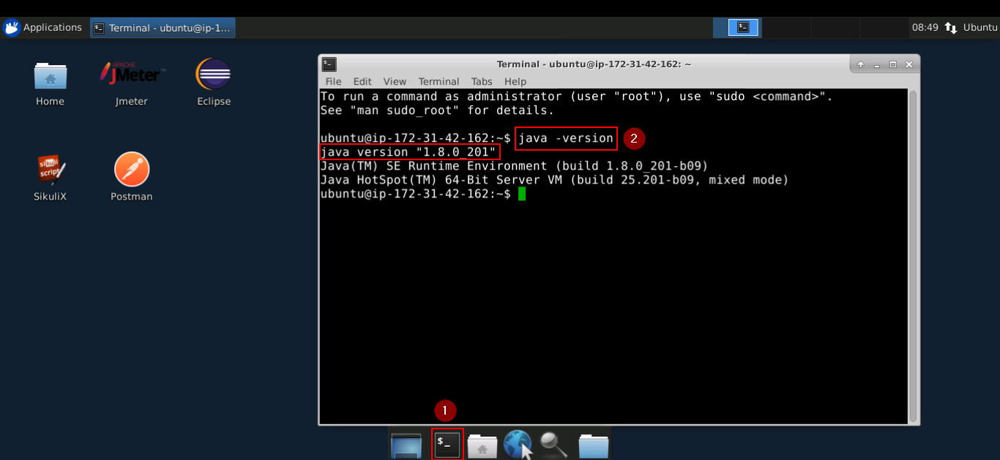 Applications
Terminal - ubuntu@ip-1...
08:49
Ubuntu
APACHE
JMeter™
Home
Jmeter
Eclipse
sikuli
script
SikuliX
Postman
Terminal - ubuntu@ip-172-31-42-162: ~
File Edit View Terminal Tabs Help
To run a command as administrator (user "root"), use "sudo <command>".
See "man sudo_root" for details.
ubuntu@ip-172-31-42-162:~$ java -version
2
java version "1.8.0_201"
Java(TM) SE Runtime Environment (build 1.8.0_201-b09)
Java HotSpot(TM) 64-Bit Server VM (build 25.201-b09, mixed mode)
ubuntu@ip-172-31-42-162:~$
1
$_